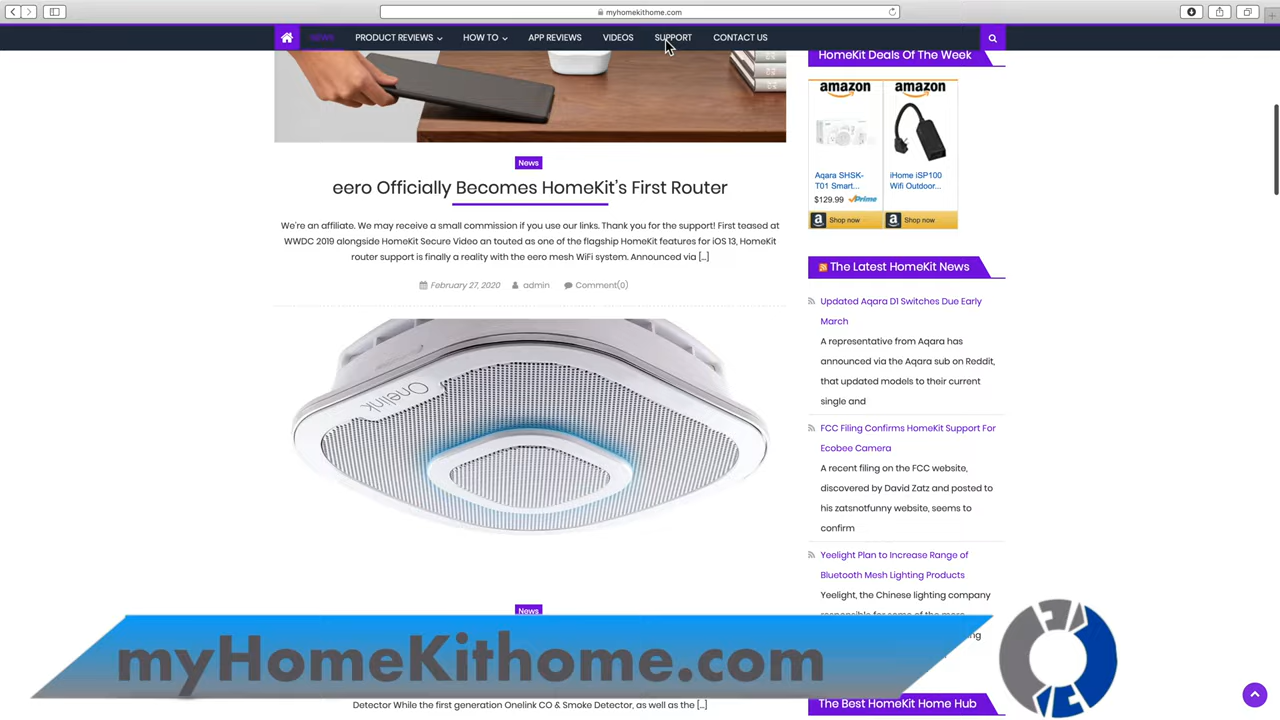 myhomekithome.com
NEWS
PRODUCT REVIEWS
HOW TO
APP REVIEWS
VIDEOS
SUPPORT
CONTACT US
News
eero Officially Becomes HomeKit's First Router
We're an affiliate. We may receive a small commission if you use our links. Thank you for the support! First teased at
WWDC 2019 alongside HomeKit Secure Video an touted as one of the flagship HomeKit features for iOS 13, HomeKit
router support is finally a reality with the eero mesh WiFi system. Announced via [...]
February 27, 2020 admin Comment(0)
Onelink
News
Detector While the first generation Onelink CO & Smoke Detector, as well as the [...]
HomeKit Deals Of The Week
amazon
Aqara SHSK-
T01 Smart...
$129.99 Prime
Shop now
amazon
iHome iSP100
Wifi Outdoor...
Shop now
The Latest HomeKit News
Updated Aqara D1 Switches Due Early
March
A representative from Aqara has
announced via the Aqara sub on Reddit,
that updated models to their current
single and
FCC Filing Confirms HomeKit Support For
Ecobee Camera
A recent filing on the FCC website,
discovered by David Zatz and posted to
his zatsnotfunny website, seems to
confirm
Yeelight Plan to Increase Range of
Bluetooth Mesh Lighting Products
Yeelight, the Chinese lighting company
The Best HomeKit Home Hub
myHomeKithome.com